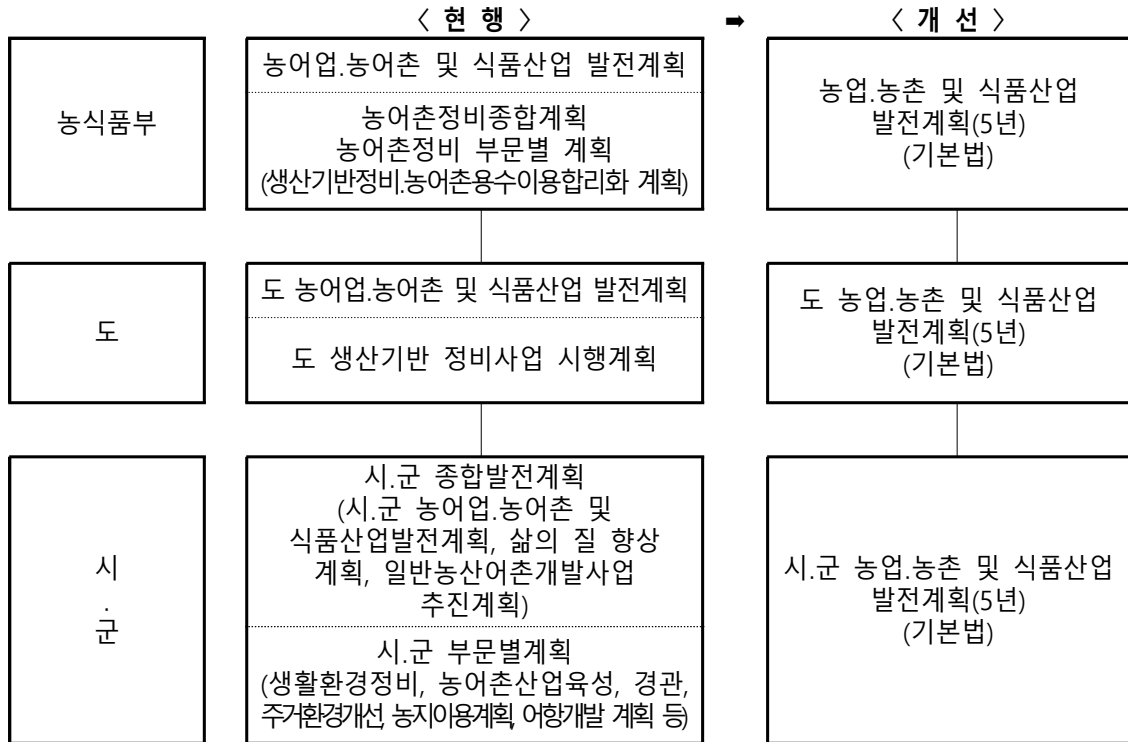 〈 현 행 〉 ➡ 〈 개 선 〉
농식품부
농어업.농어촌 및 식품산업 발전계획
농어촌정비종합계획
농어촌정비 부문별 계획
(생산기반정비.농어촌용수이용합리화 계획)
농업.농촌 및 식품산업
발전계획(5년)
(기본법)
도
도 농어업.농어촌 및 식품산업 발전계획
도 생산기반 정비사업 시행계획
도 농업.농촌 및 식품산업
발전계획(5년)
(기본법)
시
.
군
시.군 종합발전계획
(시.군 농어업.농어촌 및
식품산업발전계획, 삶의 질 향상
계획, 일반농산어촌개발사업
추진계획)
시.군 부문별계획
(생활환경정비, 농어촌산업육성, 경관,
주거환경개선, 농지이용계획, 어항개발 계획 등)
시.군 농업.농촌 및 식품산업
발전계획(5년)
(기본법)